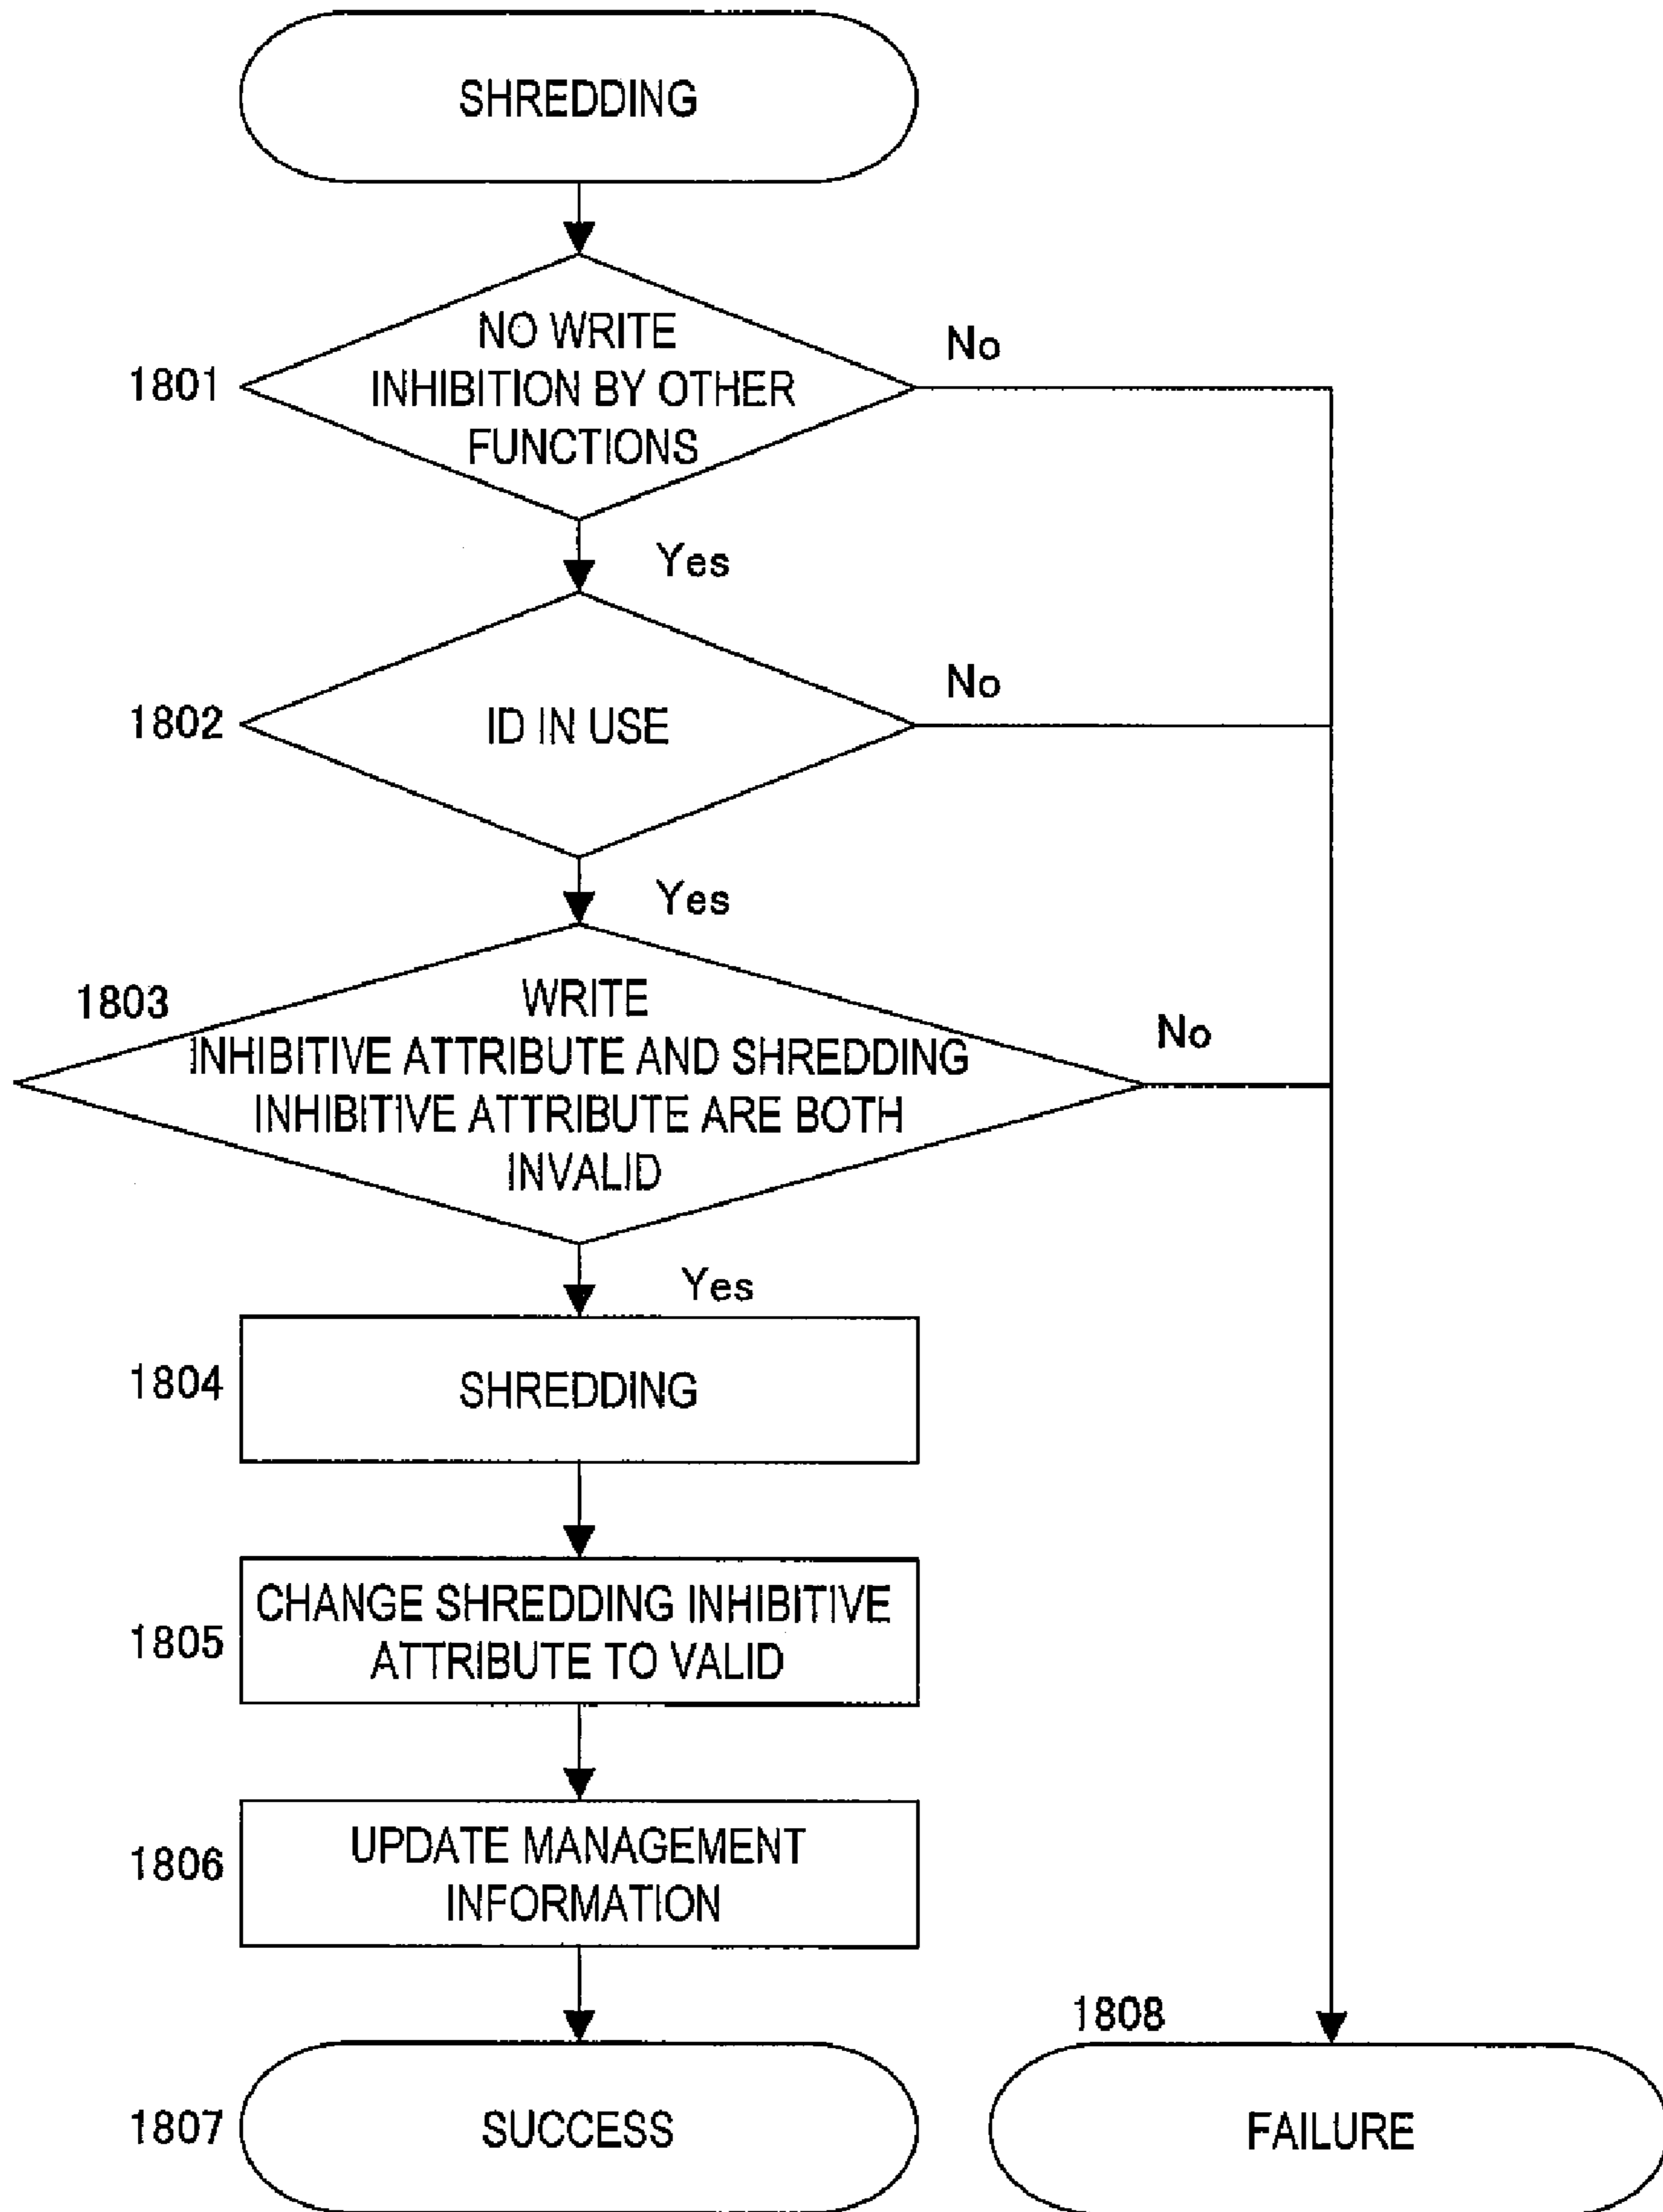 SHREDDING
NO WRITE
No
1801
INHIBITION BY OTHER
FUNCTIONS
Yes
No
1802
ID IN USE
Yes
1803
WRITE
No
INHIBITIVE ATTRIBUTE AND SHREDDING
INHIBITIVE ATTRIBUTE ARE BOTH
INVALID
Yes
1804
SHREDDING
CHANGE SHREDDING INHIBITIVE
1805
ATTRIBUTE TO VALID
UPDATE MANAGEMENT
1806
INFORMATION
1808
1807
SUCCESS
FAILURE